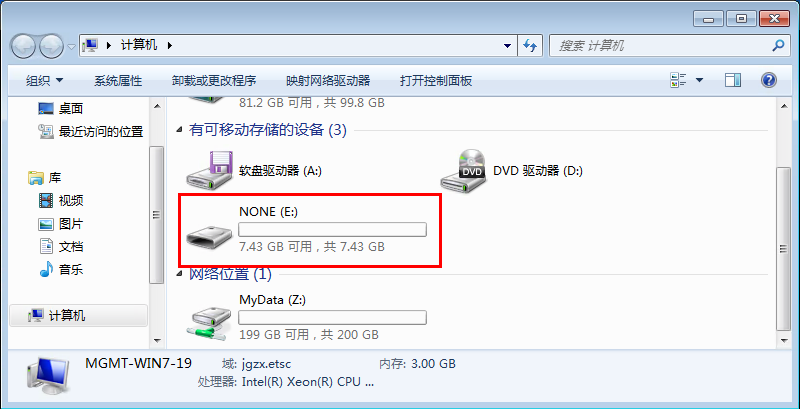 计算机
搜索 计算机
组织 系统属性 卸载或更改程序 映射网络驱动器 打开控制面板
桌面
最近访问的位置
库
视频
图片
文档
音乐
计算机
81.2 GB 可用，共 99.8 GB
有可移动存储的设备 (3)
软盘驱动器 (A:)
DVD
DVD 驱动器 (D:)
NONE (E:)
7.43 GB 可用，共 7.43 GB
网络位置 (1)
MyData (Z:)
199 GB 可用，共 200 GB
MGMT-WIN7-19 域: jgzx.etsc 内存: 3.00 GB
处理器: Intel(R) Xeon(R) CPU ...